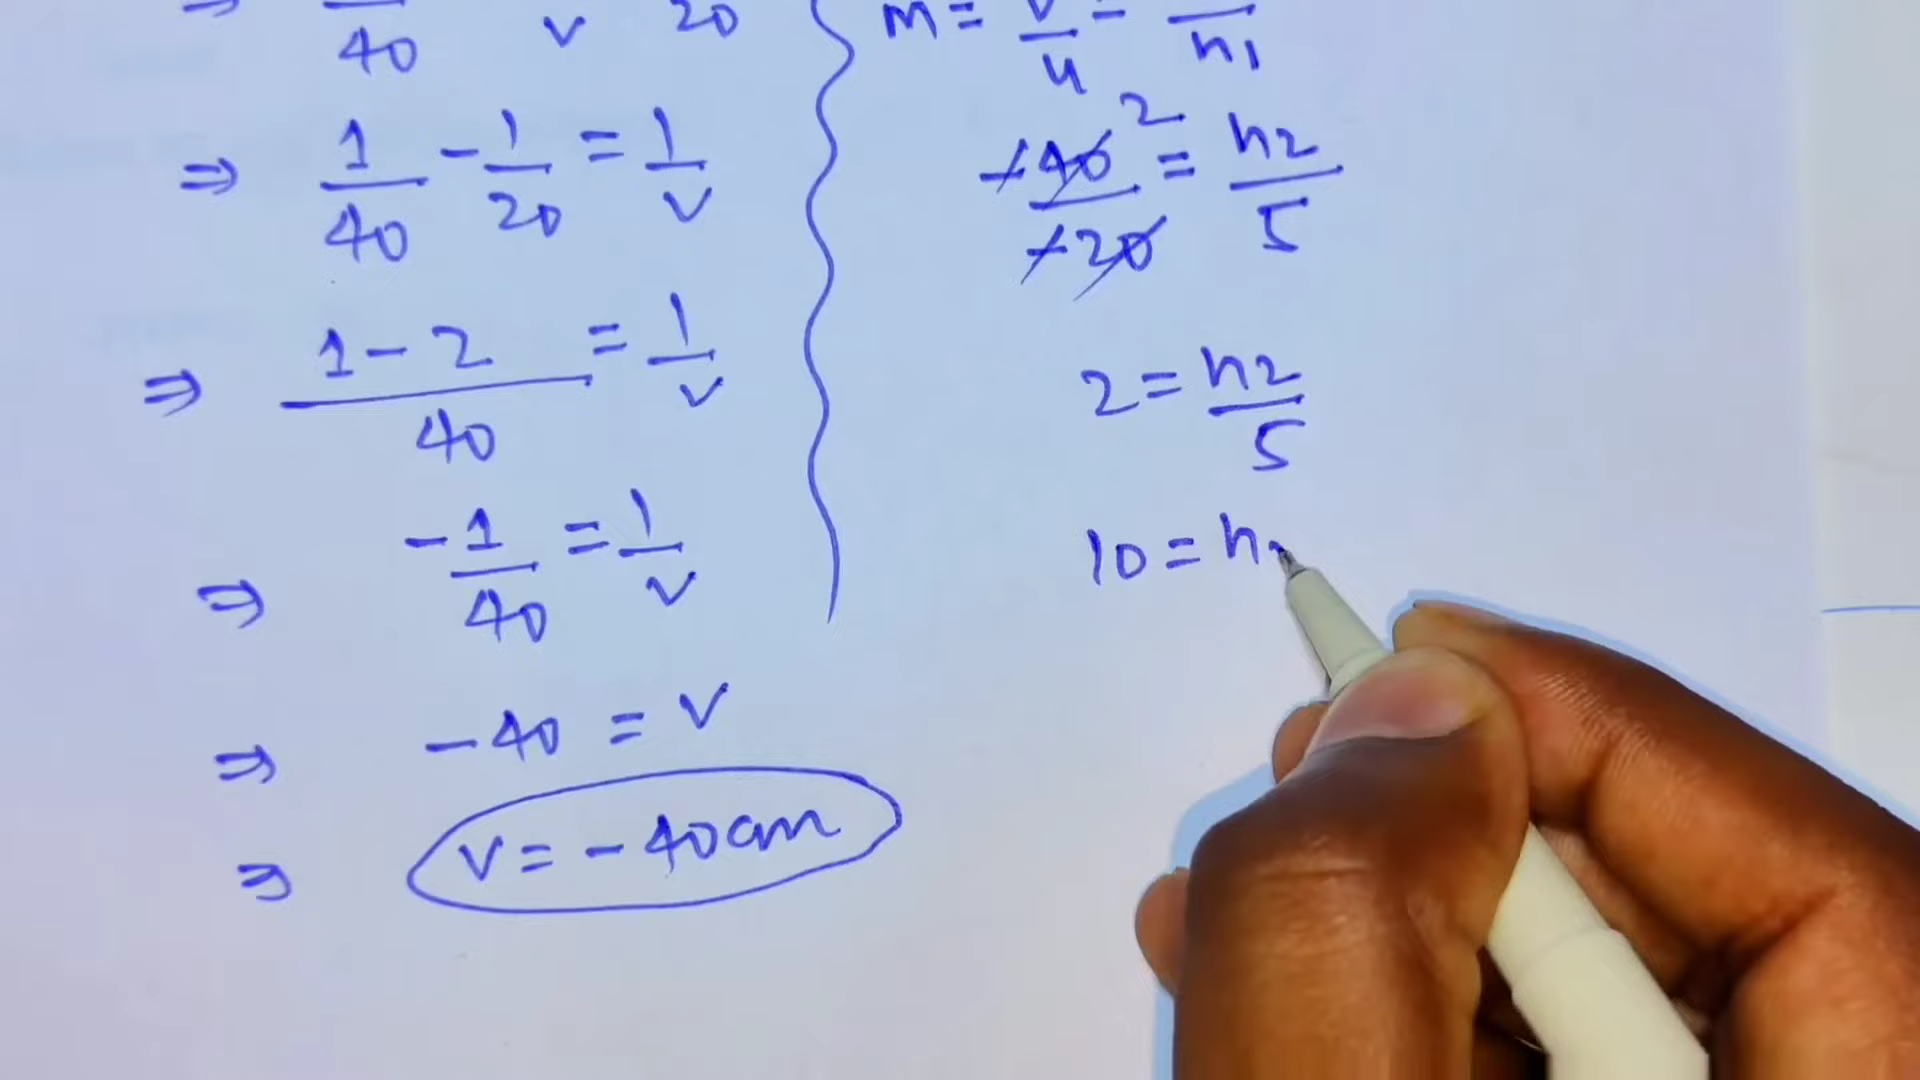 ⇒ 40 v 20
⇒ 1/40 - 1/20 = 1/v
⇒ 1-2/40 = 1/v
⇒ -1/40 = 1/v
⇒ -40 = v
⇒ v = -40cm
m = v/u = /h1
-40/-20 2 = h2/5
2 = h2/5
10 = h